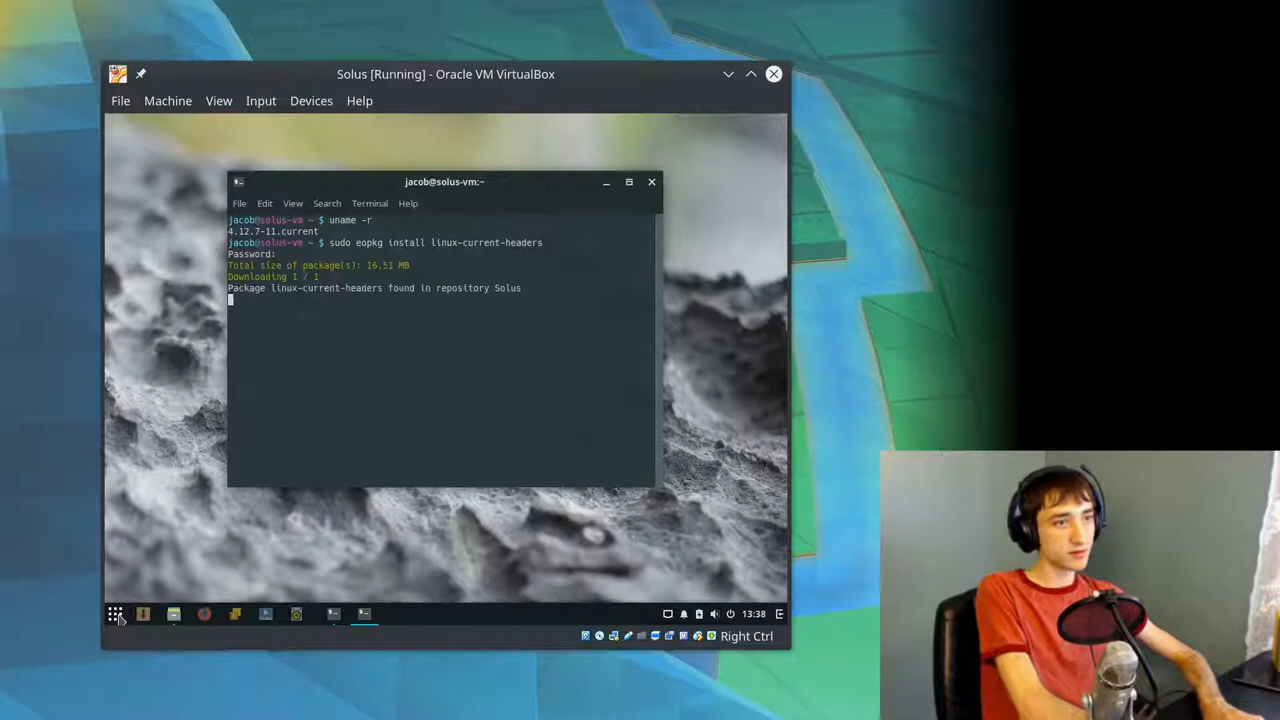 Solus [Running] - Oracle VM VirtualBox
File Machine View Input Devices Help
jacob@solus-vm:~
File Edit View Search Terminal Help
jacob@solus-vm ~ $ uname -r
4.12.7-11.current
jacob@solus-vm ~ $ sudo eopkg install linux-current-headers
Password:
Total size of package(s): 16.51 MB
Downloading 1 / 1
Package linux-current-headers found in repository Solus
13:38
Right Ctrl